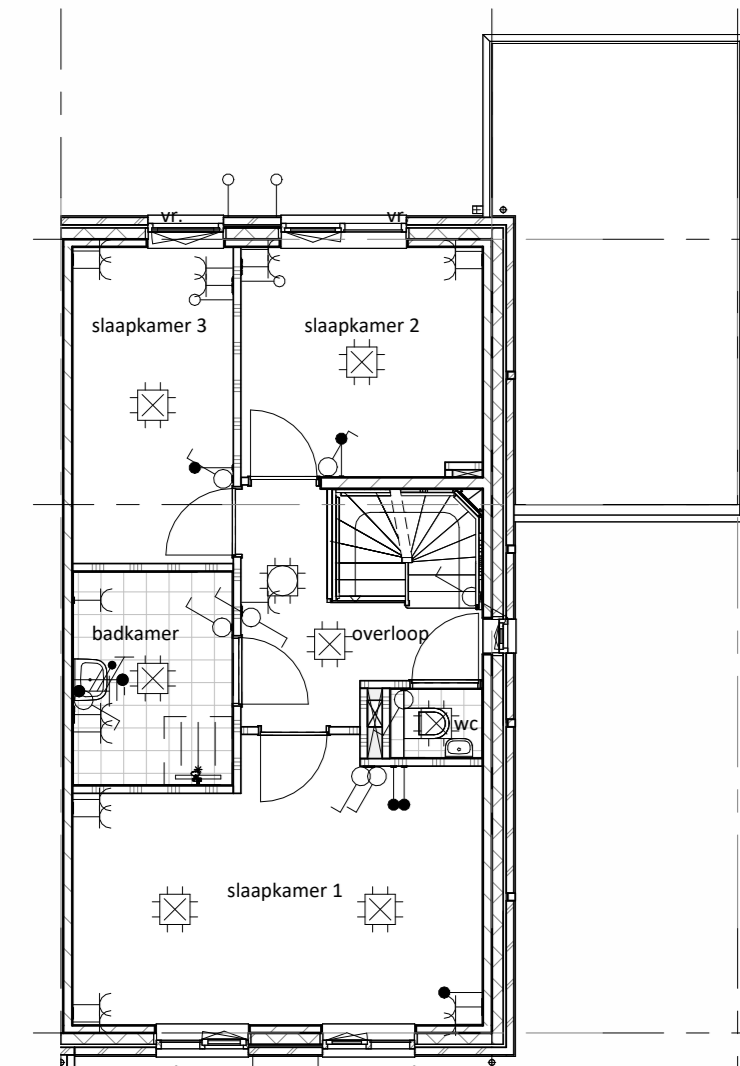 vr.
vr
slaapkamer 3
slaapkamer 2
badkamer
overloop
wc
slaapkamer 1